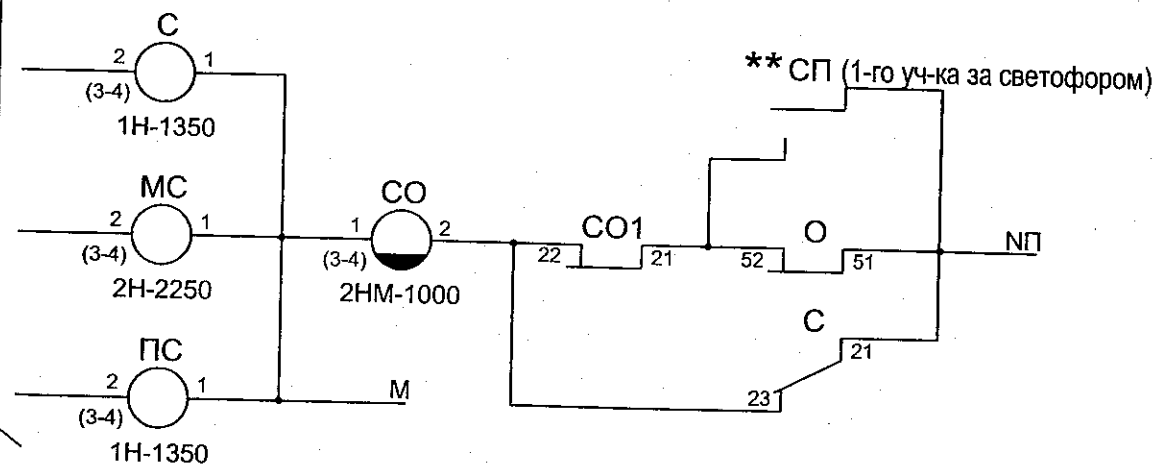 С
2
1
(3-4)
1Н-1350
** СП (1-го уч-ка за светофором)
МС
2
1
(3-4)
2Н-2250
СО
1
2
(3-4)
2НМ-1000
СО1
22
21
О
52
51
NП
С
21
23
ПС
2
1
(3-4)
1Н-1350
М